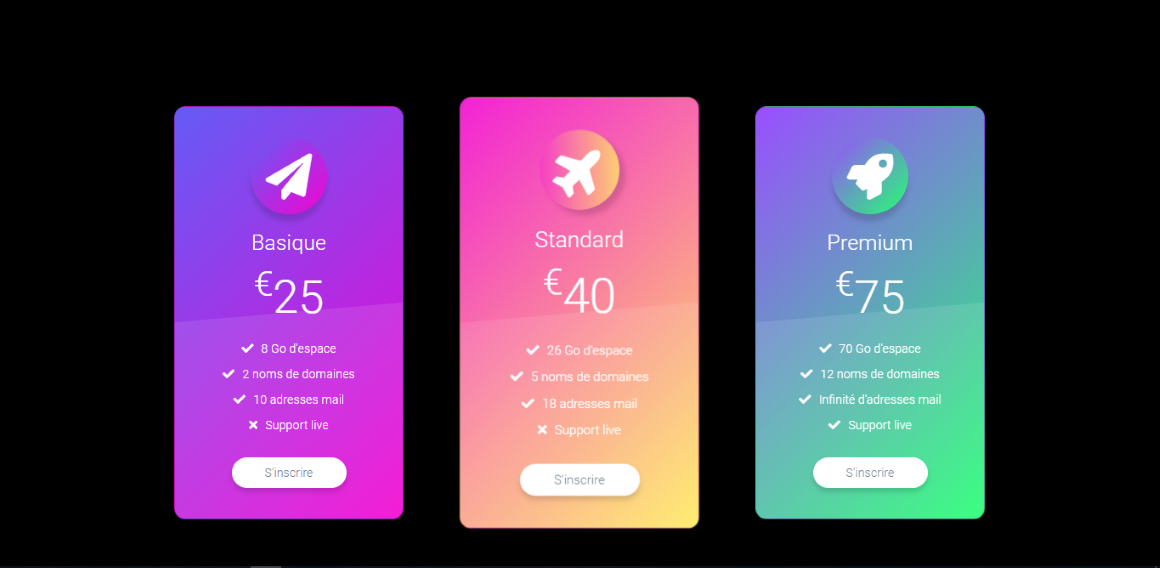 Basique
€25
8 Go d'espace
2 noms de domaines
10 adresses mail
Support live
S'inscrire
Standard
€40
26 Go d'espace
5 noms de domaines
18 adresses mail
Support live
S'inscrire
Premium
€75
70 Go d'espace
12 noms de domaines
Infinité d'adresses mail
Support live
S'inscrire